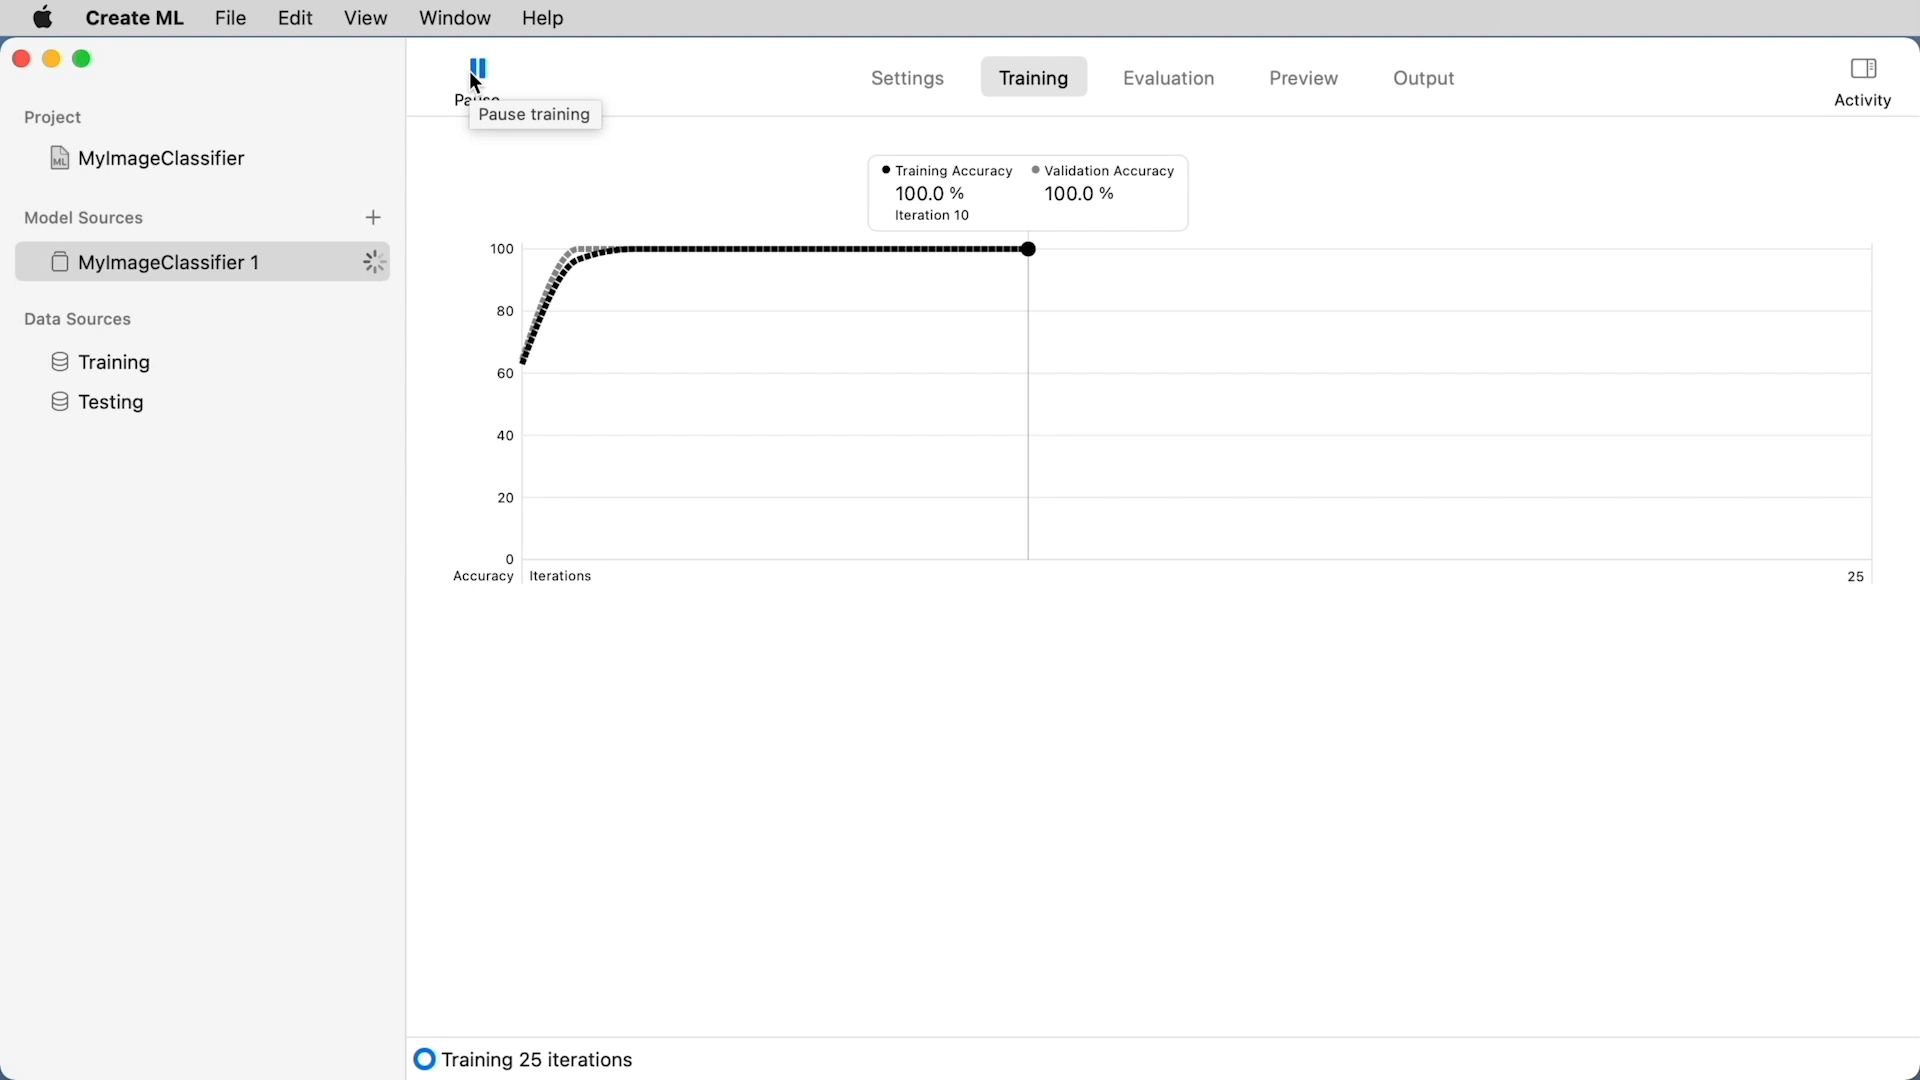 Create ML File Edit View Window Help
Pause
Pause training
Settings Training Evaluation Preview Output
Activity
Project
ML
MyImageClassifier
Model Sources
MyImageClassifier 1
Data Sources
Training
Testing
Training Accuracy Validation Accuracy
100.0 % 100.0 %
Iteration 10
100
80
60
40
20
0
Accuracy Iterations 25
Training 25 iterations